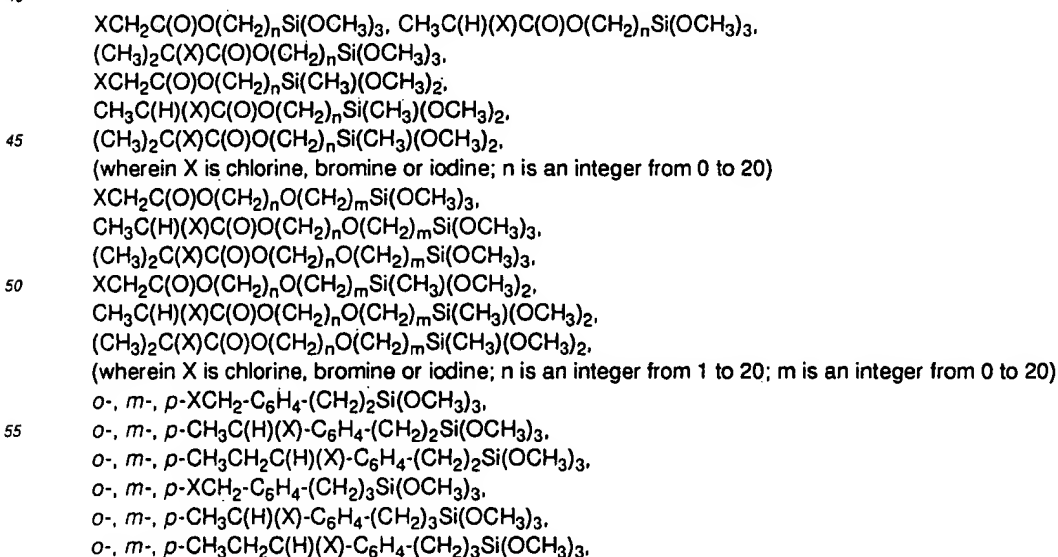 XCH₂C(O)O(CH₂)ₙSi(OCH₃)₃, CH₃C(H)(X)C(O)O(CH₂)ₙSi(OCH₃)₃,
(CH₃)₂C(X)C(O)O(CH₂)ₙSi(OCH₃)₃,
XCH₂C(O)O(CH₂)ₙSi(CH₃)(OCH₃)₂,
CH₃C(H)(X)C(O)O(CH₂)ₙSi(CH₃)(OCH₃)₂,
45 (CH₃)₂C(X)C(O)O(CH₂)ₙSi(CH₃)(OCH₃)₂,
(wherein X is chlorine, bromine or iodine; n is an integer from 0 to 20)
XCH₂C(O)O(CH₂)ₙO(CH₂)ₘSi(OCH₃)₃,
CH₃C(H)(X)C(O)O(CH₂)ₙO(CH₂)ₘSi(OCH₃)₃,
(CH₃)₂C(X)C(O)O(CH₂)ₙO(CH₂)ₘSi(OCH₃)₃,
50 XCH₂C(O)O(CH₂)ₙO(CH₂)ₘSi(CH₃)(OCH₃)₂,
CH₃C(H)(X)C(O)O(CH₂)ₙO(CH₂)ₘSi(CH₃)(OCH₃)₂,
(CH₃)₂C(X)C(O)O(CH₂)ₙO(CH₂)ₘSi(CH₃)(OCH₃)₂,
(wherein X is chlorine, bromine or iodine; n is an integer from 1 to 20; m is an integer from 0 to 20)
o-, m-, p-XCH₂-C₆H₄-(CH₂)₂Si(OCH₃)₃,
55 o-, m-, p-CH₃C(H)(X)-C₆H₄-(CH₂)₂Si(OCH₃)₃,
o-, m-, p-CH₃CH₂C(H)(X)-C₆H₄-(CH₂)₂Si(OCH₃)₃,
o-, m-, p-XCH₂-C₆H₄-(CH₂)₃Si(OCH₃)₃,
o-, m-, p-CH₃C(H)(X)-C₆H₄-(CH₂)₃Si(OCH₃)₃,
o-, m-, p-CH₃CH₂C(H)(X)-C₆H₄-(CH₂)₃Si(OCH₃)₃,